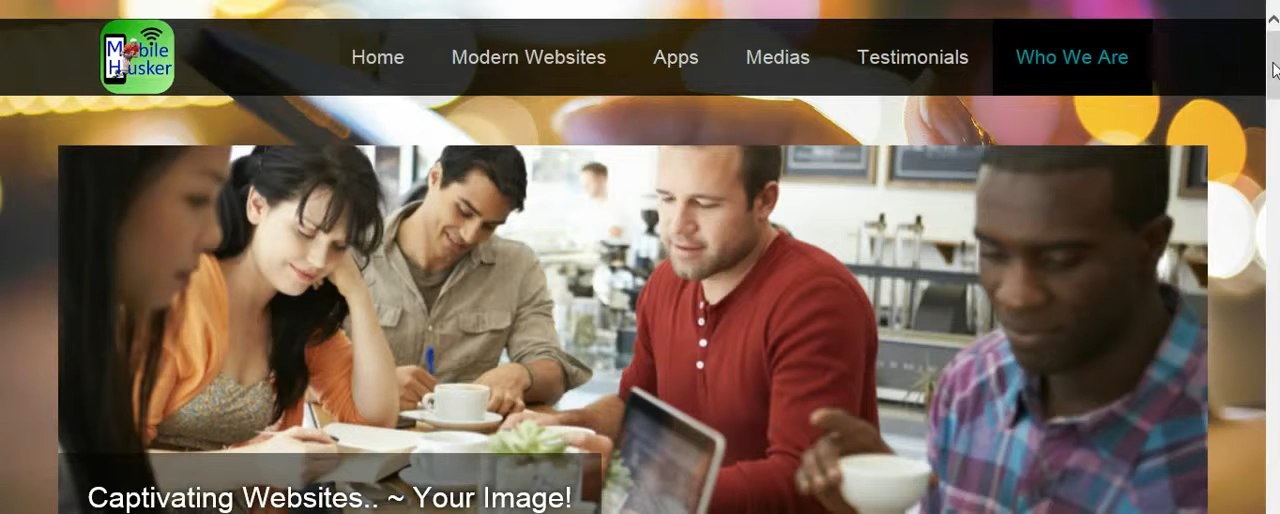 Mobile
Husker
Home Modern Websites Apps Medias Testimonials Who We Are
Captivating Websites.. ~ Your Image!